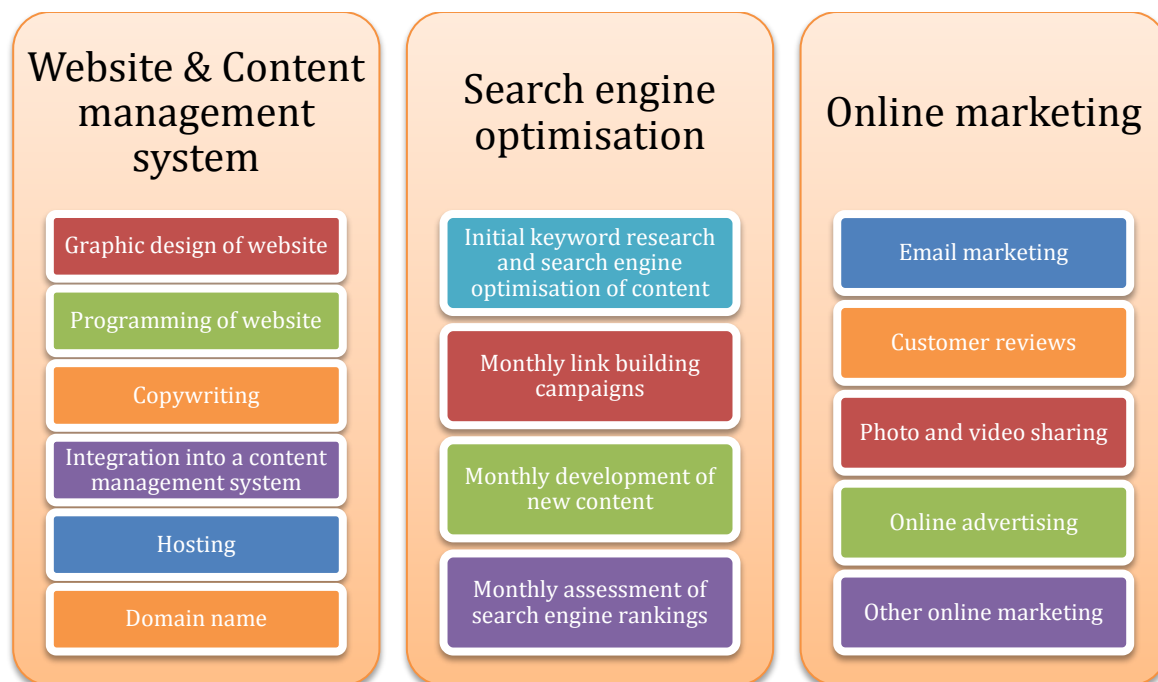 Website & Content
management
system
Graphic design of website
Programming of website
Copywriting
Integration into a content
management system
Hosting
Domain name
Search engine
optimisation
Initial keyword research
and search engine
optimisation of content
Monthly link building
campaigns
Monthly development of
new content
Monthly assessment of
search engine rankings
Online marketing
Email marketing
Customer reviews
Photo and video sharing
Online advertising
Other online marketing